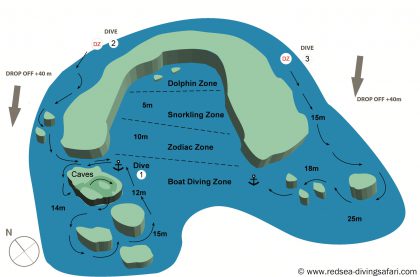 DIVE
DZ 2
DIVE
DZ 3
DROP OFF +40 m
Dolphin Zone
5m
Snorkling Zone
DROP OFF+40m
15m
10m
Zodiac Zone
Caves
Dive
1
Boat Diving Zone
18m
12m
14m
25m
15m
N
© www.redsea-divingsafari.com